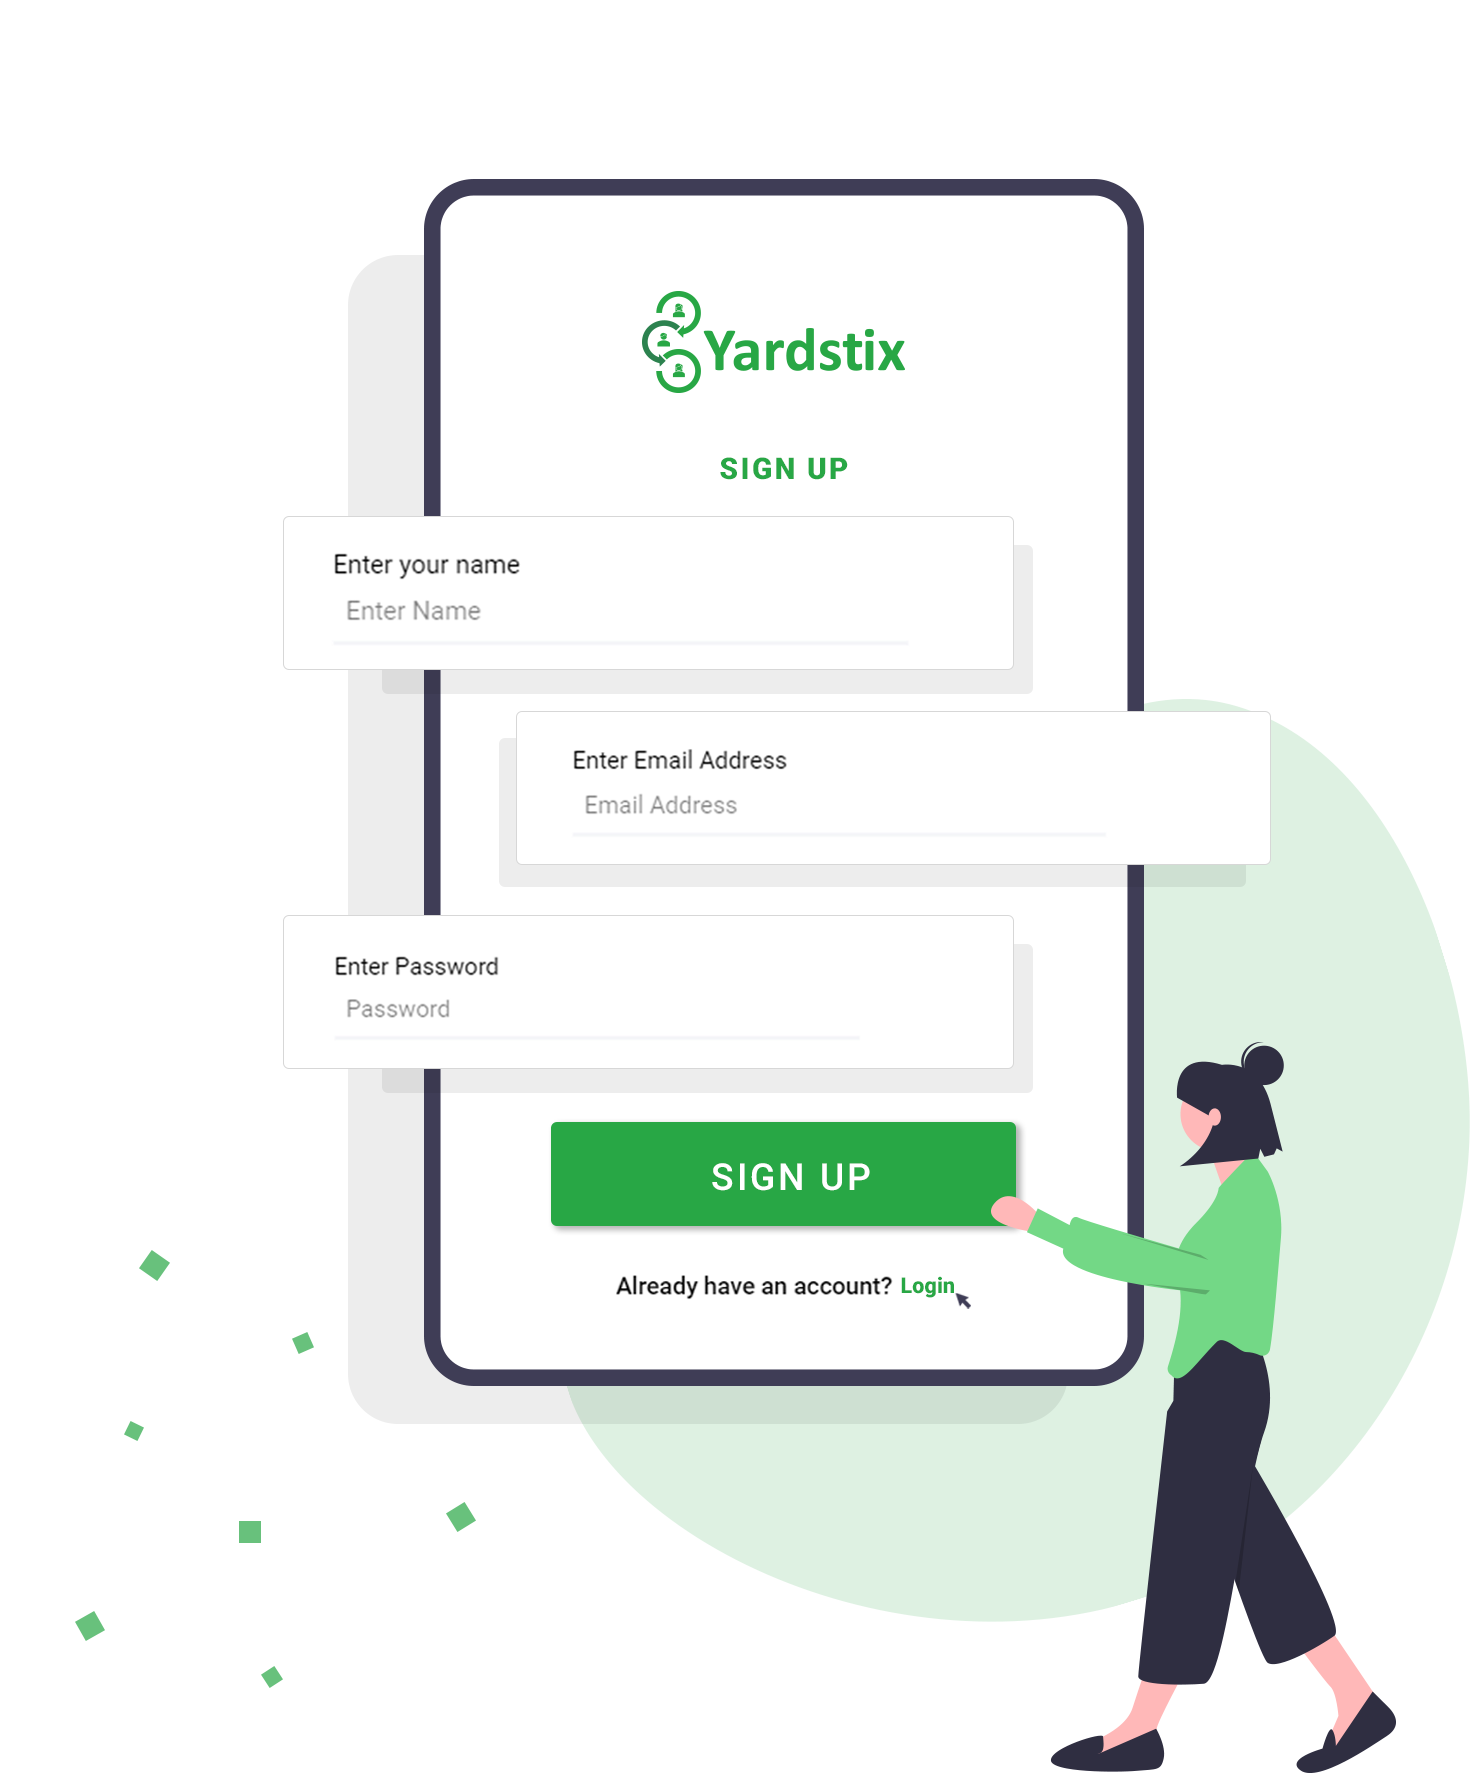 Yardstix
SIGN UP
Enter your name
Enter Name
Enter Email Address
Email Address
Enter Password
Password
SIGN UP
Already have an account? Login